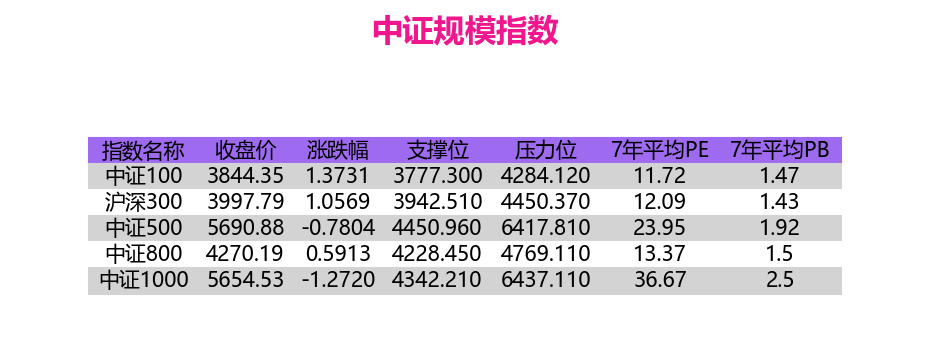 中证规模指数
指数名称 收盘价 涨跌幅 支撑位 压力位 7年平均PE 7年平均PB
中证100 3844.35 1.3731 3777.300 4284.120 11.72 1.47
沪深300 3997.79 1.0569 3942.510 4450.370 12.09 1.43
中证500 5690.88 -0.7804 4450.960 6417.810 23.95 1.92
中证800 4270.19 0.5913 4228.450 4769.110 13.37 1.5
中证1000 5654.53 -1.2720 4342.210 6437.110 36.67 2.5